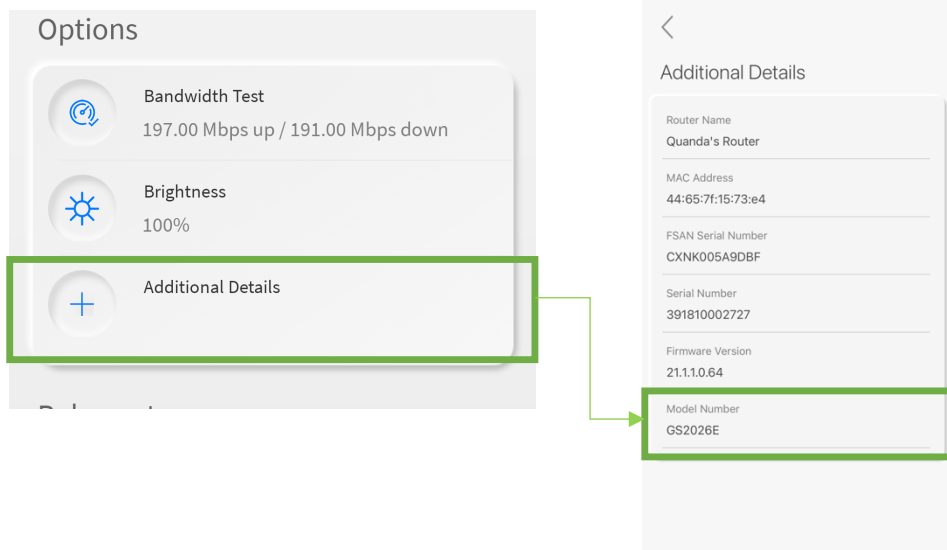 Options
Bandwidth Test
197.00 Mbps up / 191.00 Mbps down
Brightness
100%
Additional Details
Additional Details
Router Name
Quanda's Router
MAC Address
44:65:7f:15:73:e4
FSAN Serial Number
CXNK005A9DBF
Serial Number
391810002727
Firmware Version
21.1.1.0.64
Model Number
GS2026E